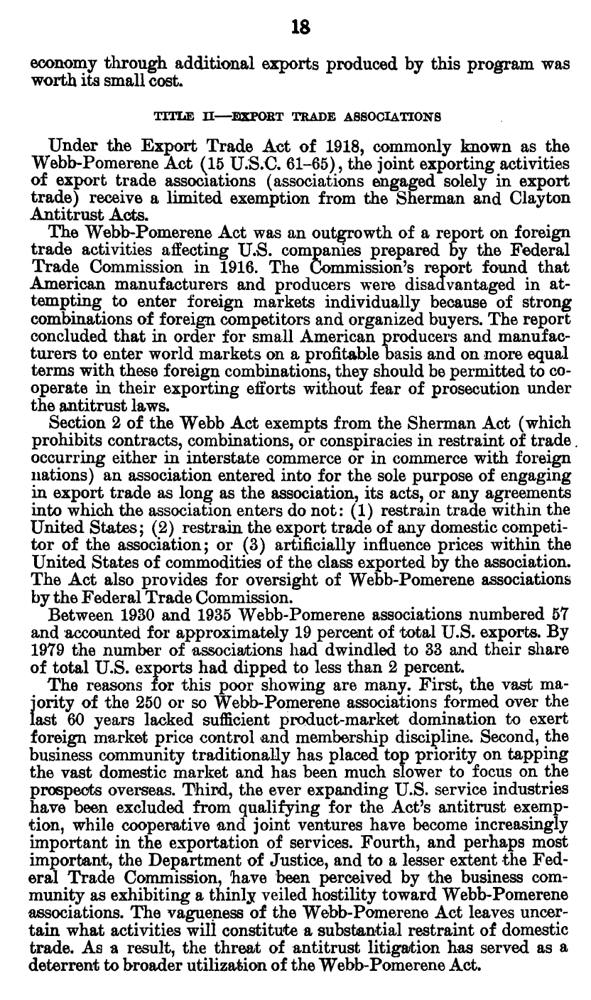 18
economy through additional exports produced by this program was
worth its small cost.
TITLE II—EXPORT TRADE ASSOCIATIONS
Under the Export Trade Act of 1918, commonly known as the
Webb-Pomerene Act (15 U.S.C. 61–65), the joint exporting activities
of export trade associations (associations engaged solely in export
trade) receive a limited exemption from the Sherman and Clayton
Antitrust Acts.
The Webb-Pomerene Act was an outgrowth of a report on foreign
trade activities affecting U.S. companies prepared by the Federal
Trade Commission in 1916. The Commission's report found that
American manufacturers and producers were disadvantaged in at-
tempting to enter foreign markets individually because of strong
combinations of foreign competitors and organized buyers. The report
concluded that in order for small American producers and manufac-
turers to enter world markets on a profitable basis and on more equal
terms with these foreign combinations, they should be permitted to co-
operate in their exporting efforts without fear of prosecution under
the antitrust laws.
Section 2 of the Webb Act exempts from the Sherman Act (which
prohibits contracts, combinations, or conspiracies in restraint of trade
occurring either in interstate commerce or in commerce with foreign
nations) an association entered into for the sole purpose of engaging
in export trade as long as the association, its acts, or any agreements
into which the association enters do not: (1) restrain trade within the
United States; (2) restrain the export trade of any domestic competi-
tor of the association; or (3) artificially influence prices within the
United States of commodities of the class exported by the association.
The Act also provides for oversight of Webb-Pomerene associations
by the Federal Trade Commission.
Between 1930 and 1935 Webb-Pomerene associations numbered 57
and accounted for approximately 19 percent of total U.S. exports. By
1979 the number of associations had dwindled to 33 and their share
of total U.S. exports had dipped to less than 2 percent.
The reasons for this poor showing are many. First, the vast ma-
jority of the 250 or so Webb-Pomerene associations formed over the
last 60 years lacked sufficient product-market domination to exert
foreign market price control and membership discipline. Second, the
business community traditionally has placed top priority on tapping
the vast domestic market and has been much slower to focus on the
prospects overseas. Third, the ever expanding U.S. service industries
have been excluded from qualifying for the Act's antitrust exemp-
tion, while cooperative and joint ventures have become increasingly
important in the exportation of services. Fourth, and perhaps most
important, the Department of Justice, and to a lesser extent the Fed-
eral Trade Commission, have been perceived by the business com-
munity as exhibiting a thinly veiled hostility toward Webb-Pomerene
associations. The vagueness of the Webb-Pomerene Act leaves uncer-
tain what activities will constitute a substantial restraint of domestic
trade. As a result, the threat of antitrust litigation has served as a
deterrent to broader utilization of the Webb-Pomerene Act.